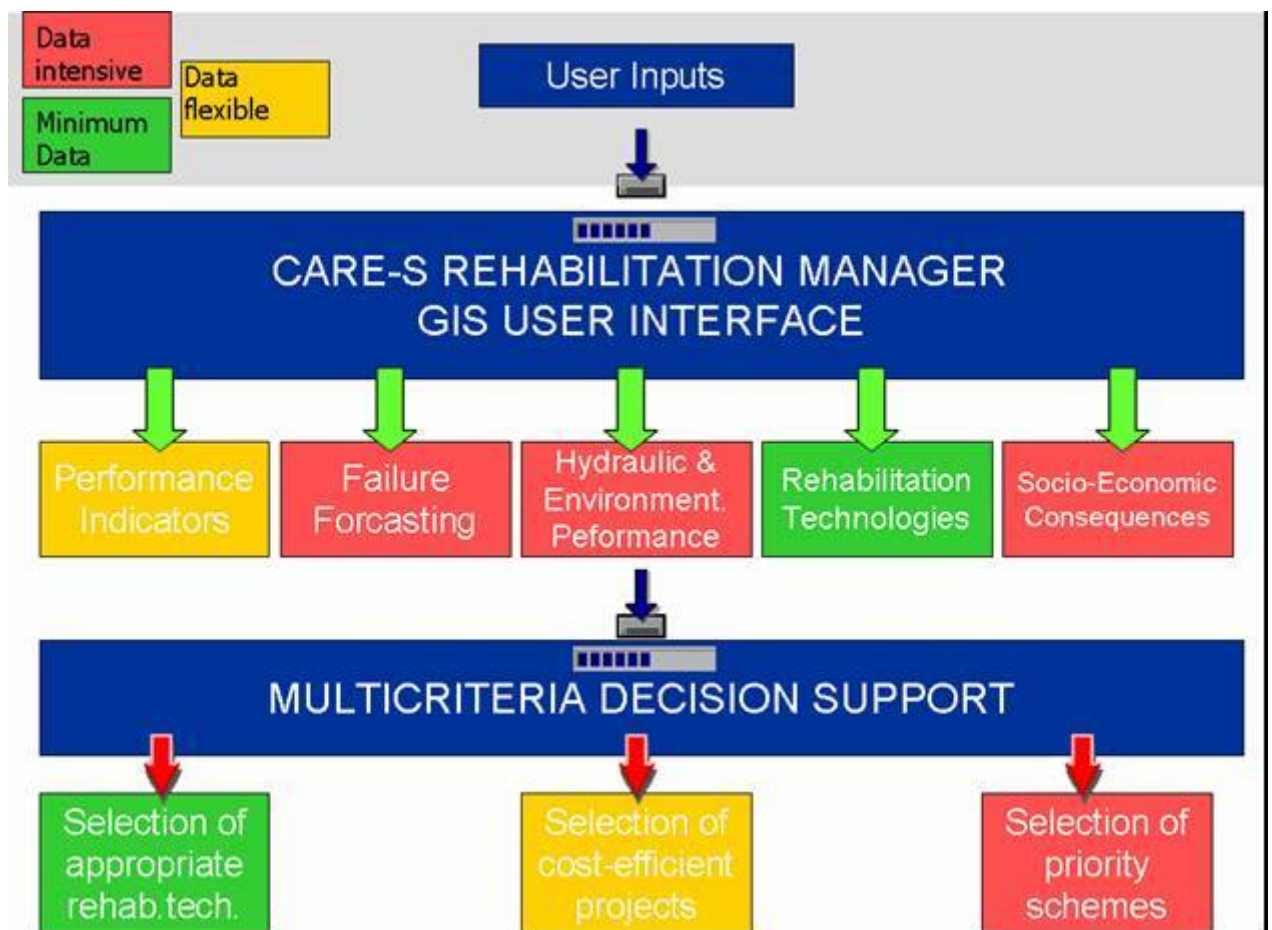 Data
intensive
Data
flexible
Minimum
Data
User Inputs
CARE-S REHABILITATION MANAGER
GIS USER INTERFACE
Performance
Indicators
Failure
Forcasting
Hydraulic &
Environment.
Peformance
Rehabilitation
Technologies
Socio-Economic
Consequences
MULTICRITERIA DECISION SUPPORT
Selection of
appropriate
rehab.tech.
Selection of
cost-efficient
projects
Selection of
priority
schemes